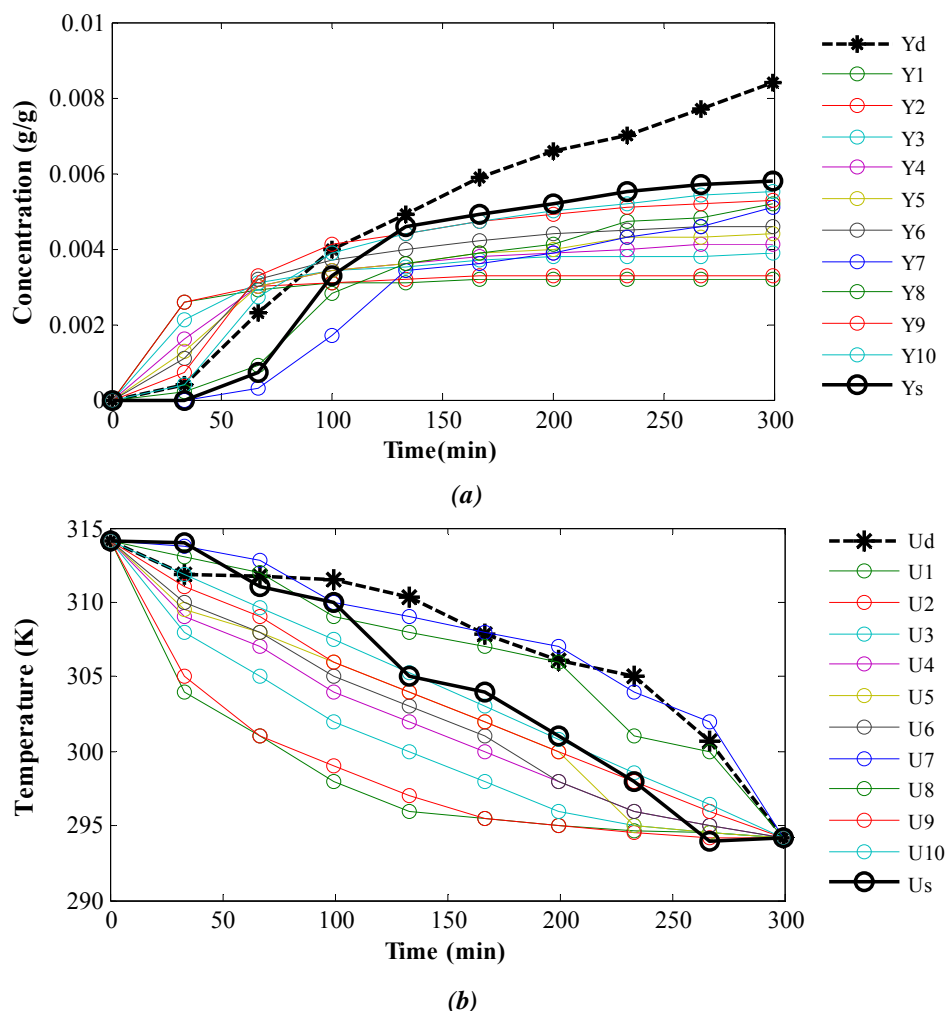 0.01
0.008
0.006
0.004
0.002
0
Concentration (g/g)
0 50 100 150 200 250 300
Time(min)
Yd
Y1
Y2
Y3
Y4
Y5
Y6
Y7
Y8
Y9
Y10
Ys
(a)
315
310
305
300
295
290
Temperature (K)
0 50 100 150 200 250 300
Time (min)
Ud
U1
U2
U3
U4
U5
U6
U7
U8
U9
U10
Us
(b)